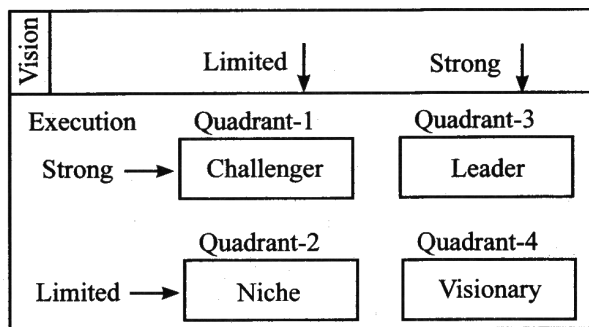 Vision
Limited Strong
Execution Quadrant-1 Quadrant-3
Strong Challenger Leader
Quadrant-2 Quadrant-4
Limited Niche Visionary